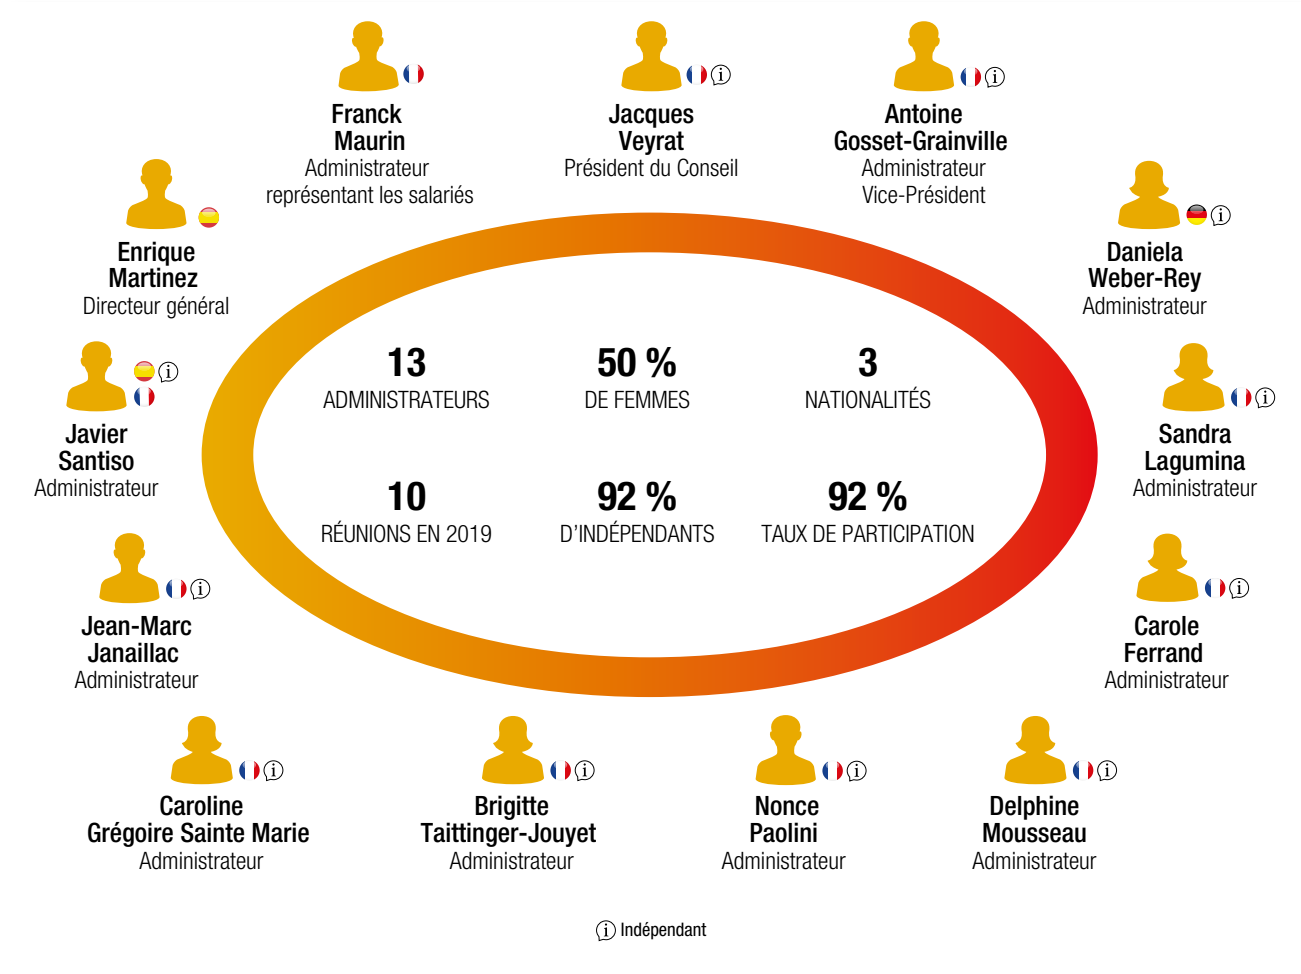 Franck
Maurin
Administrateur
représentant les salariés
Jacques
Veyrat
Président du Conseil
Antoine
Gosset-Grainville
Administrateur
Vice-Président
Enrique
Martinez
Directeur général
Daniela
Weber-Rey
Administrateur
Javier
Santiso
Administrateur
Sandra
Lagumina
Administrateur
13
ADMINISTRATEURS
50 %
DE FEMMES
3
NATIONALITÉS
10
RÉUNIONS EN 2019
92 %
D’INDÉPENDANTS
92 %
TAUX DE PARTICIPATION
Jean-Marc
Janaillac
Administrateur
Carole
Ferrand
Administrateur
Caroline
Grégoire Sainte Marie
Administrateur
Brigitte
Taittinger-Jouyet
Administrateur
Nonce
Paolini
Administrateur
Delphine
Mousseau
Administrateur
i Indépendant